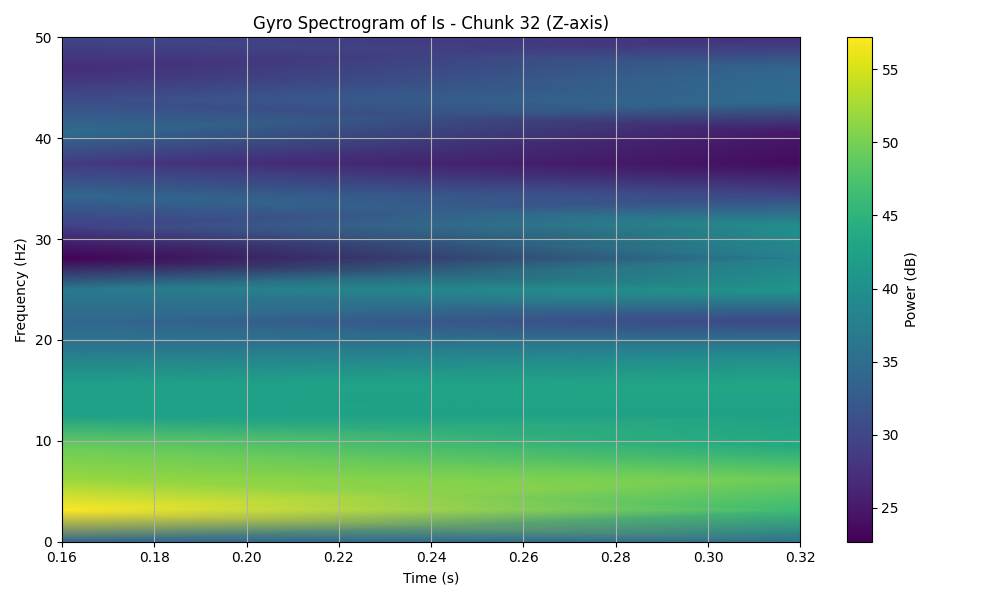 Gyro Spectrogram of Is - Chunk 32 (Z-axis)
50
40
30
20
10
0
Frequency (Hz)
0.16 0.18 0.20 0.22 0.24 0.26 0.28 0.30 0.32
Time (s)
55
50
45
40
35
30
25
Power (dB)